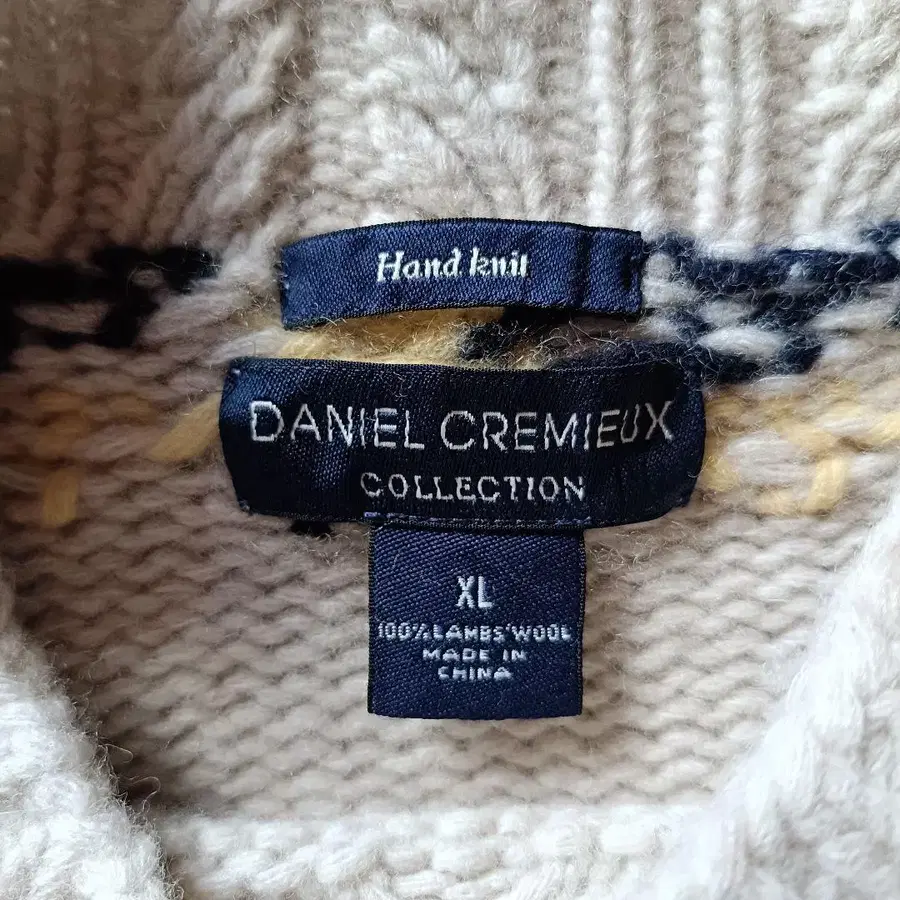 Hand knit
DANIEL CREMIEUX
COLLECTION
XL
100% LAMBS' WOOL
MADE IN
CHINA